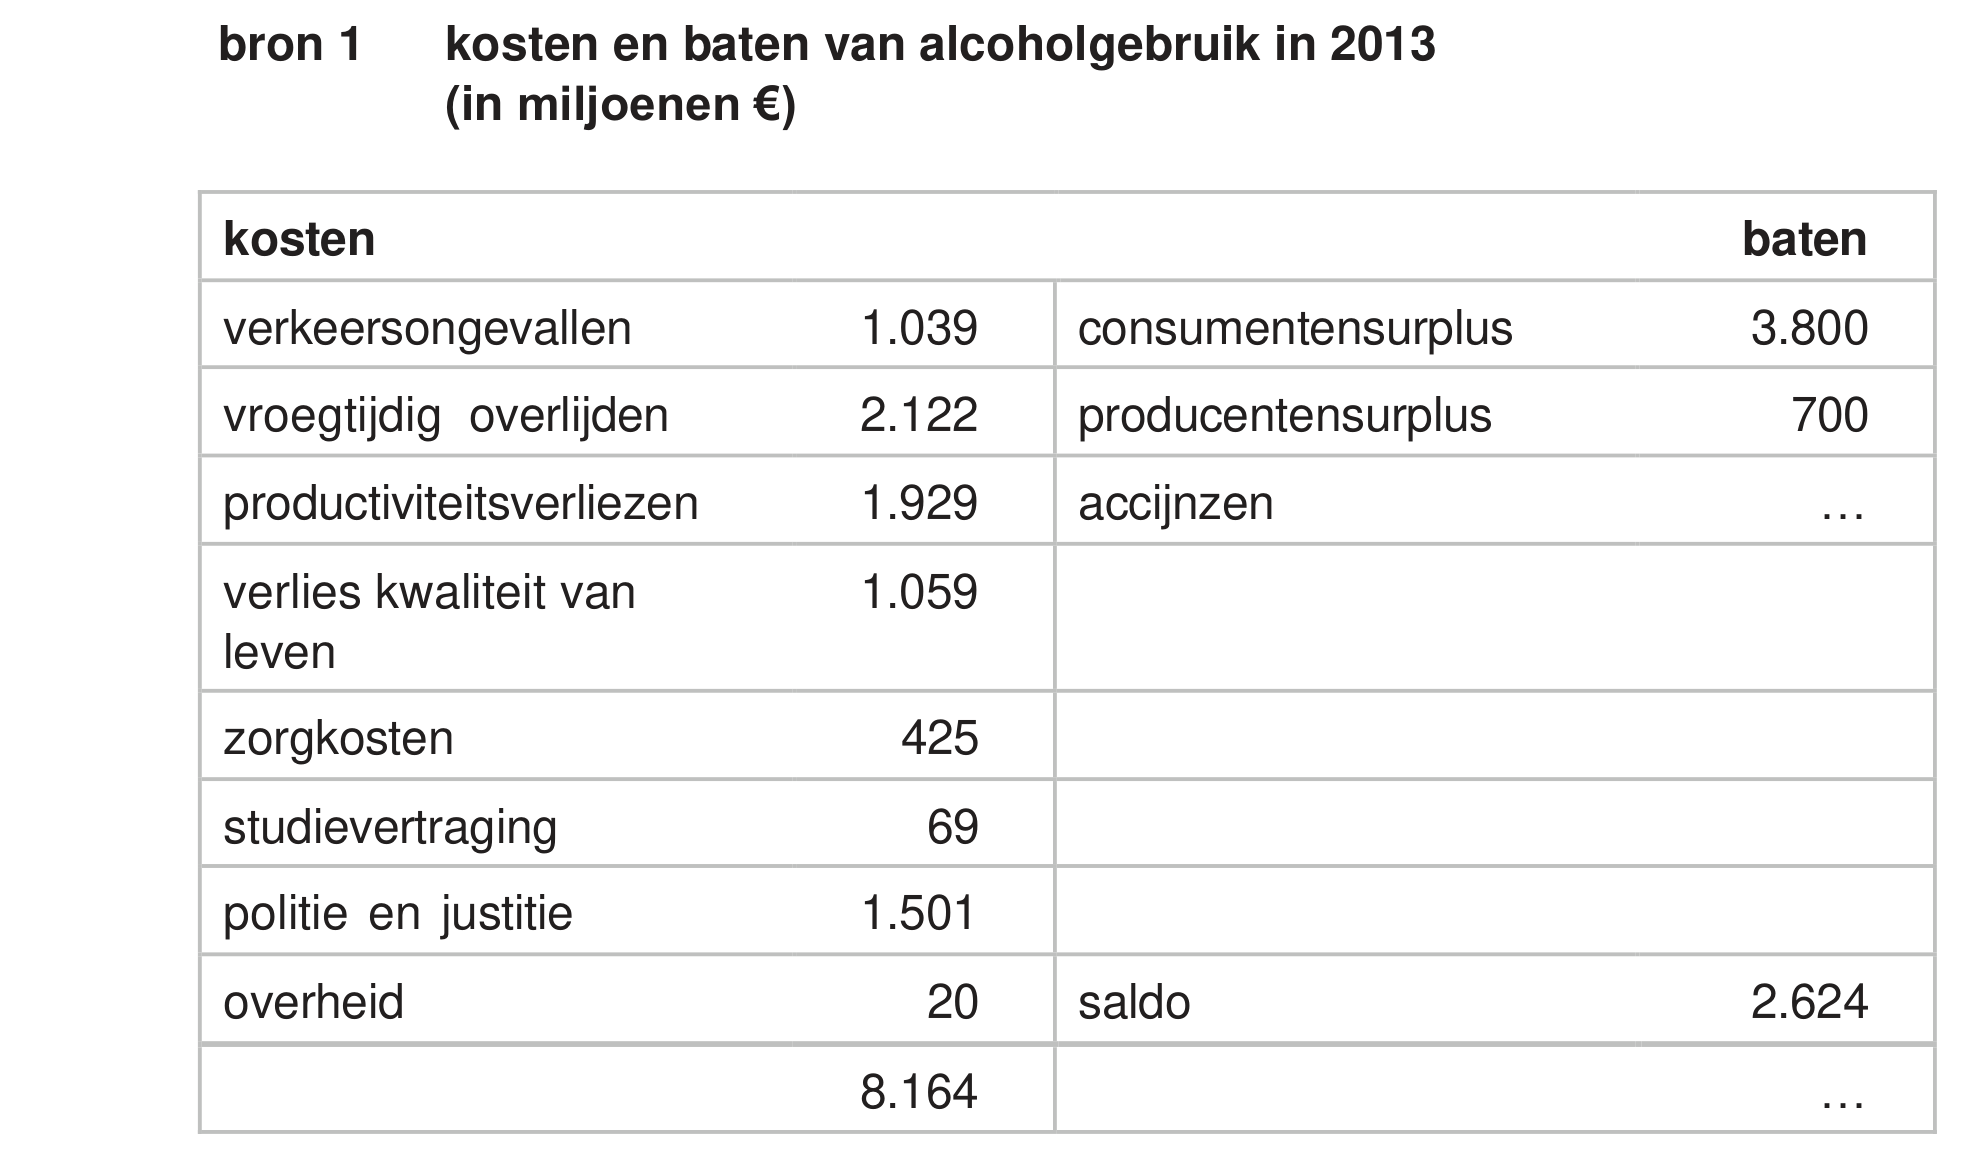 bron 1 kosten en baten van alcoholgebruik in 2013
(in miljoenen €)
kosten baten
verkeersongevallen 1.039 consumentensurplus 3.800
vroegtijdig overlijden 2.122 producentensurplus 700
productiviteitsverliezen 1.929 accijnzen …
verlies kwaliteit van 1.059
leven
zorgkosten 425
studievertraging 69
politie en justitie 1.501
overheid 20 saldo 2.624
8.164 …